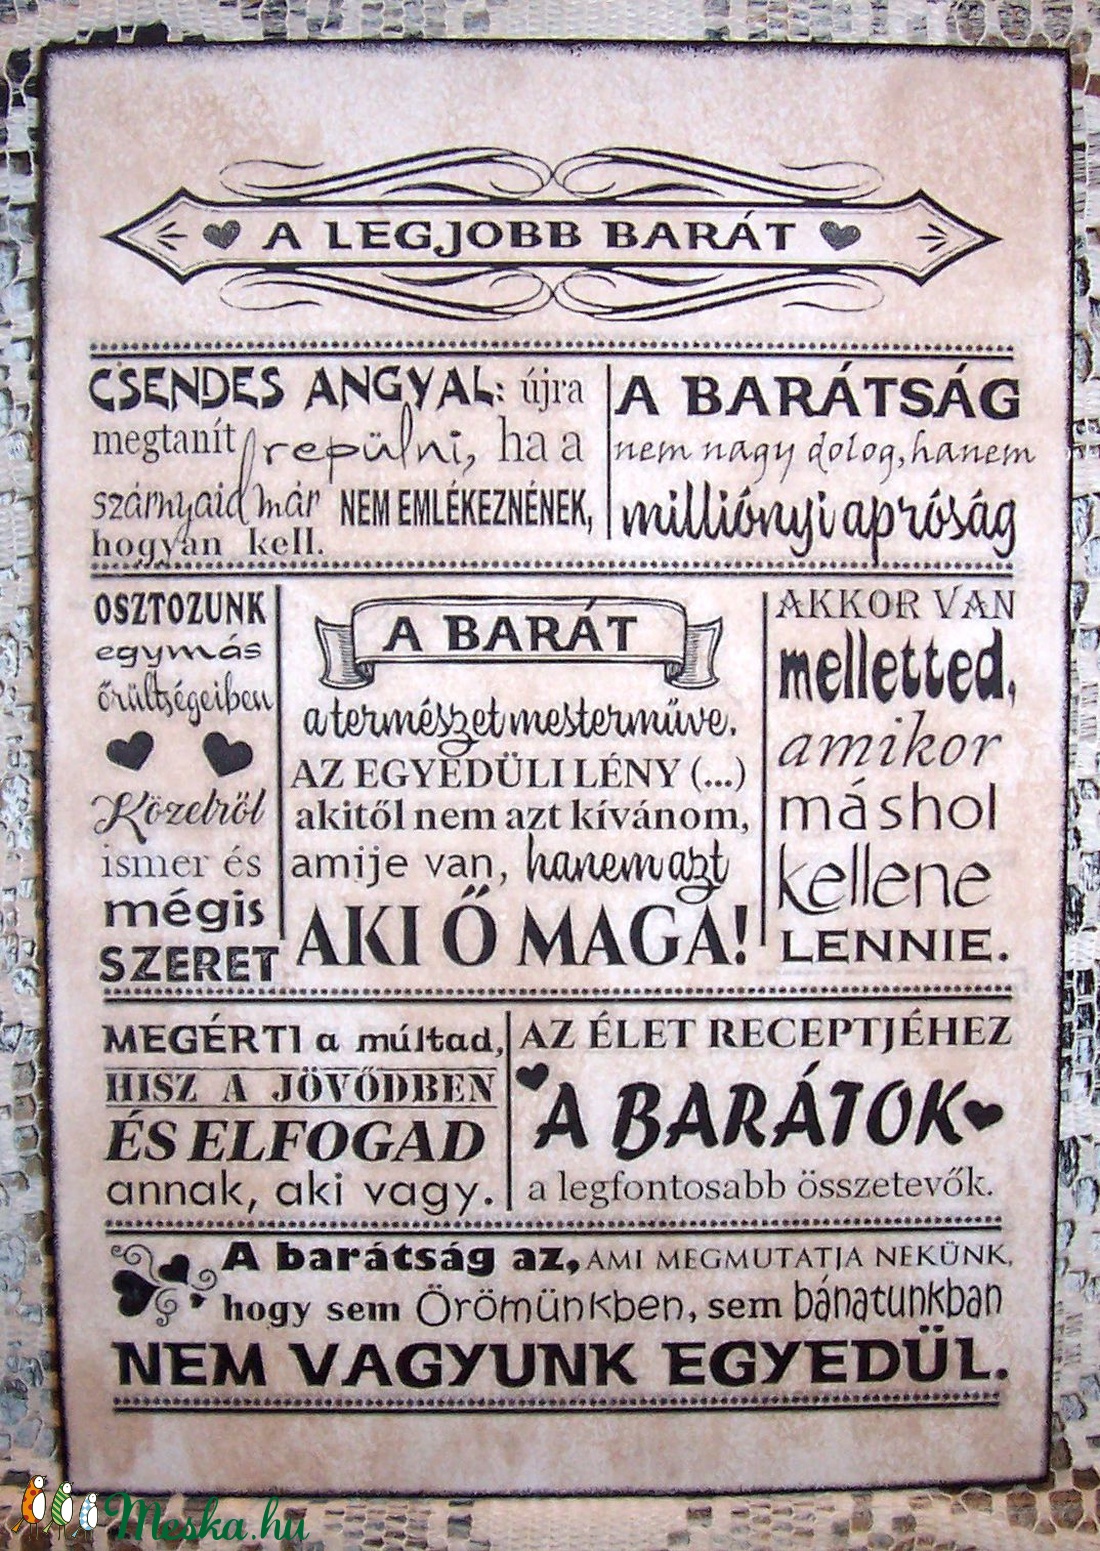 A LEGJOBB BARÁT
CSENDES ANGYAL: újra
megtanít repülni, ha a
szárnyaid már NEM EMLÉKEZNÉNEK,
hogyan kell.
A BARÁTSÁG
nem nagy dolog, hanem
milliónyi apróság
OSZTOZUNK
egymás
őrültségeiben
Közelről
ismer és
mégis
SZERET
A BARÁT
a természet mesterműve.
AZ EGYEDÜLI LÉNY (...)
akitől nem azt kívánom,
amije van, hanem azt
AKI Ő MAGA!
AKKOR VAN
melletted,
amikor
máshol
kellene
LENNIE.
MEGÉRTI a múltad,
HISZ A JÖVŐDBEN
ÉS ELFOGAD
annak, aki vagy.
AZ ÉLET RECEPTJÉHEZ
A BARÁTOK
a legfontosabb összetevők.
A barátság az, AMI MEGMUTATJA NEKÜNK,
hogy sem Örömünkben, sem bánatunkban
NEM VAGYUNK EGYEDÜL.
Meska.hu